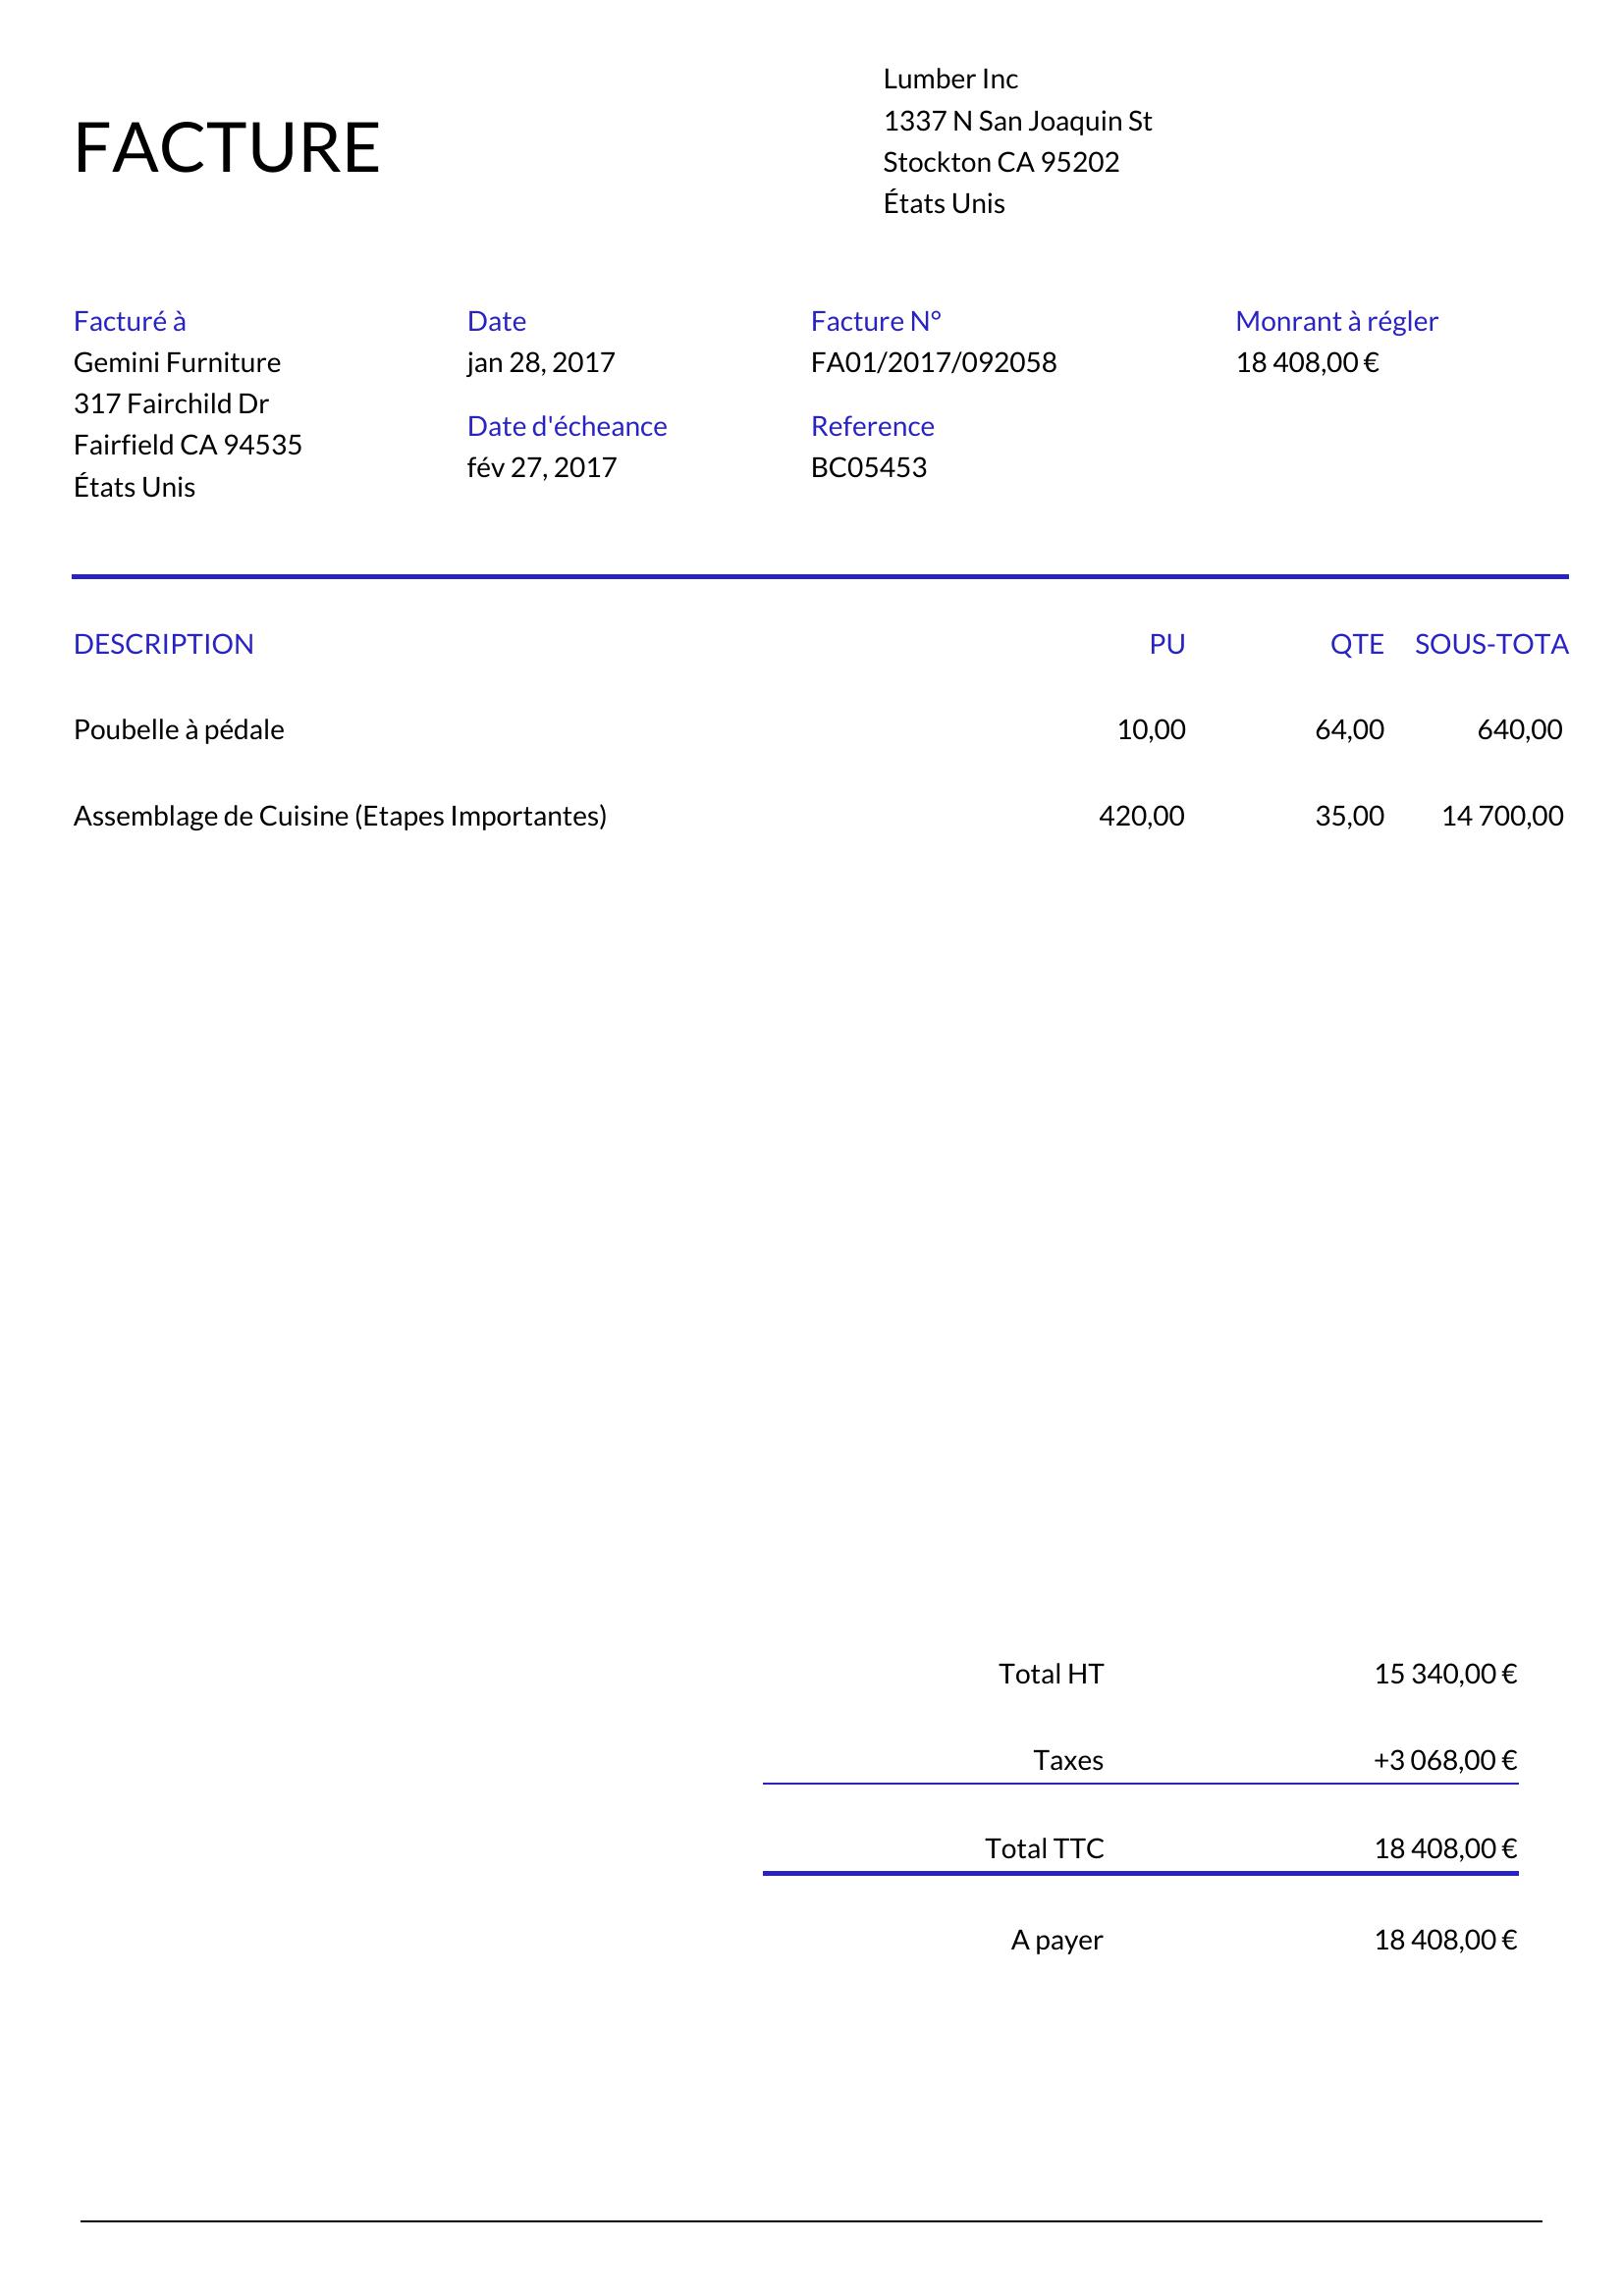 Lumber Inc
1337 N San Joaquin St
Stockton CA 95202
États Unis
FACTURE
Facturé à
Gemini Furniture
317 Fairchild Dr
Fairfield CA 94535
États Unis
Date
jan 28, 2017
Date d'écheance
fév 27, 2017
Facture N°
FA01/2017/092058
Reference
BC05453
Monrant à régler
18 408,00 €
DESCRIPTION PU QTE SOUS-TOTA
Poubelle à pédale 10,00 64,00 640,00
Assemblage de Cuisine (Etapes Importantes) 420,00 35,00 14 700,00
Total HT 15 340,00 €
Taxes +3 068,00 €
Total TTC 18 408,00 €
A payer 18 408,00 €